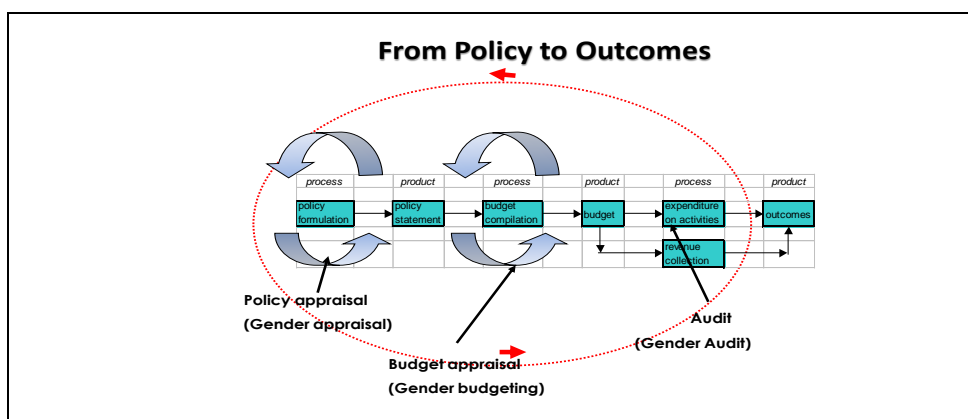 From Policy to Outcomes
process product process product process product
policy
formulation
policy
statement
budget
compilation
budget
expenditure
on activities
outcomes
revenue
collection
Policy appraisal
(Gender appraisal)
Audit
(Gender Audit)
Budget appraisal
(Gender budgeting)